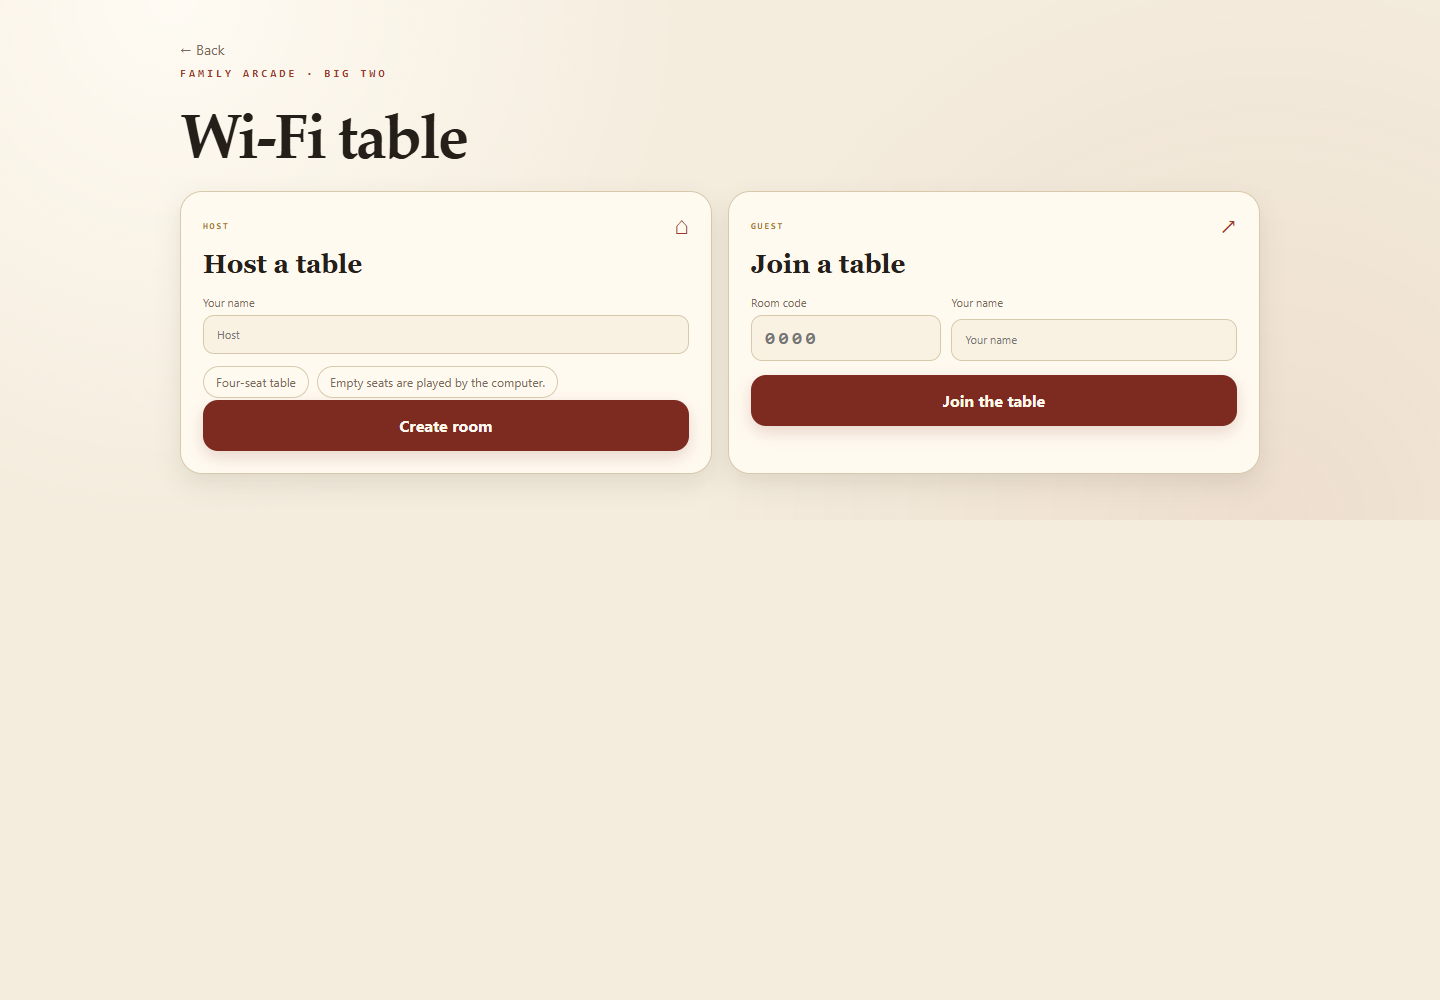 ← Back
FAMILY ARCADE · BIG TWO
Wi-Fi table
HOST
Host a table
Your name
Host
Four-seat table
Empty seats are played by the computer.
Create room
GUEST
Join a table
Room code
Your name
0000
Your name
Join the table